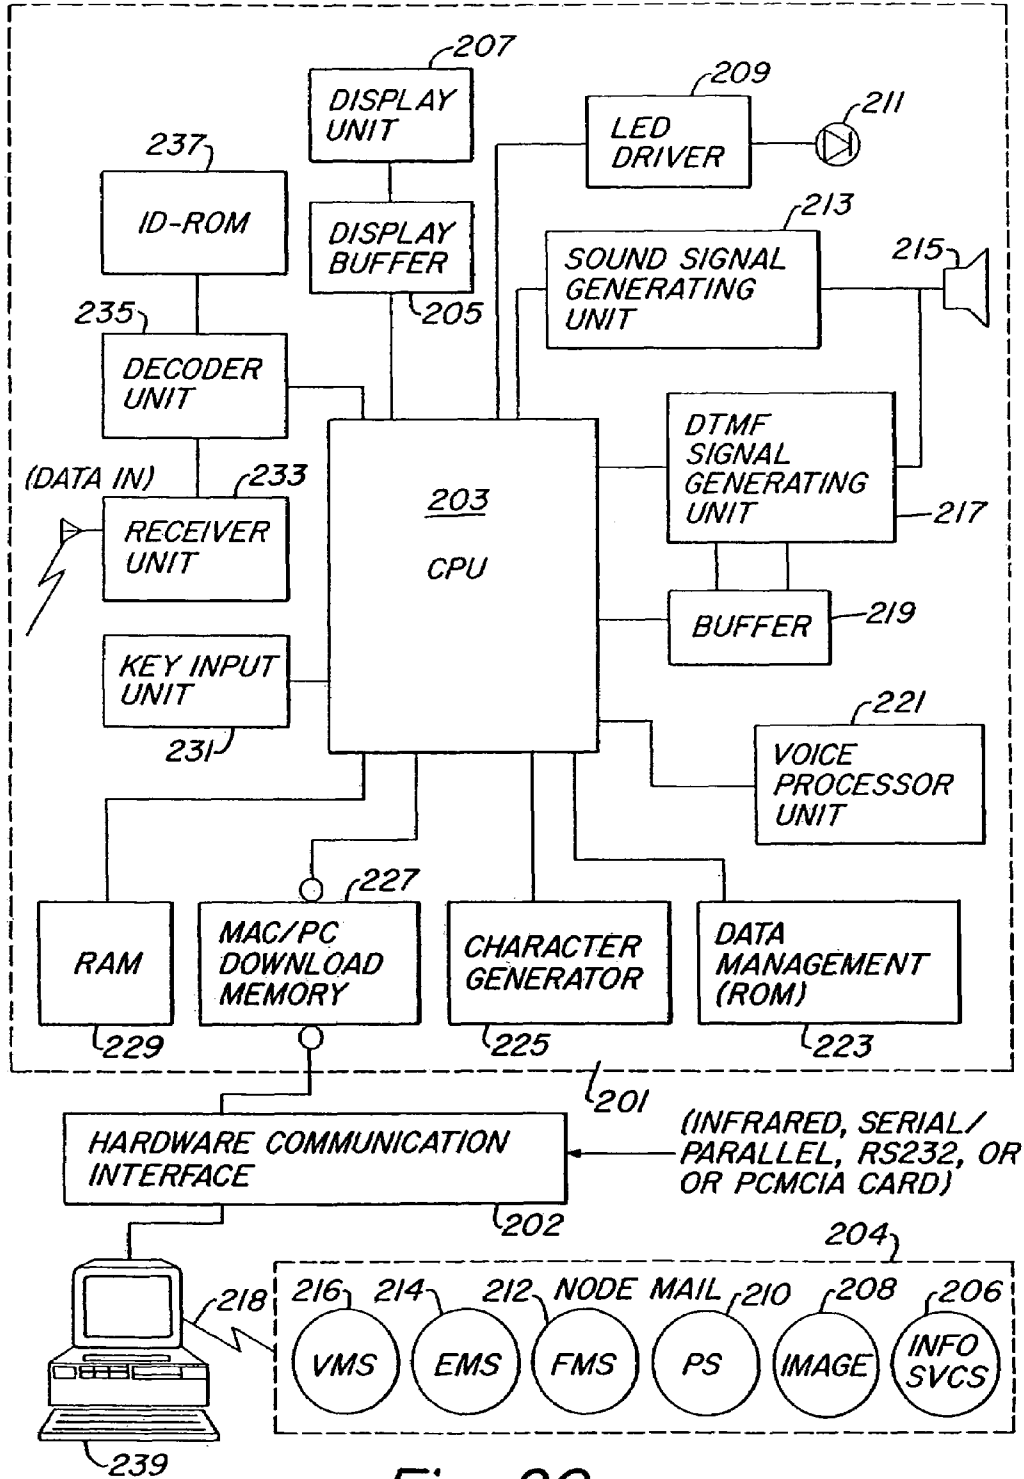 207
DISPLAY
UNIT
209
LED
DRIVER
211
237
ID-ROM
DISPLAY
BUFFER
205
213
SOUND SIGNAL
GENERATING
UNIT
215
235
DECODER
UNIT
DTMF
SIGNAL
GENERATING
UNIT
217
(DATA IN)
233
RECEIVER
UNIT
203
CPU
BUFFER
219
KEY INPUT
UNIT
231
221
VOICE
PROCESSOR
UNIT
RAM
229
227
MAC/PC
DOWNLOAD
MEMORY
CHARACTER
GENERATOR
225
DATA
MANAGEMENT
(ROM)
223
201
HARDWARE COMMUNICATION
INTERFACE
202
(INFRARED, SERIAL/
PARALLEL, RS232, OR
OR PCMCIA CARD)
204
218
NODE MAIL
216
VMS
214
EMS
212
FMS
210
PS
208
IMAGE
206
INFO
SVCS
239